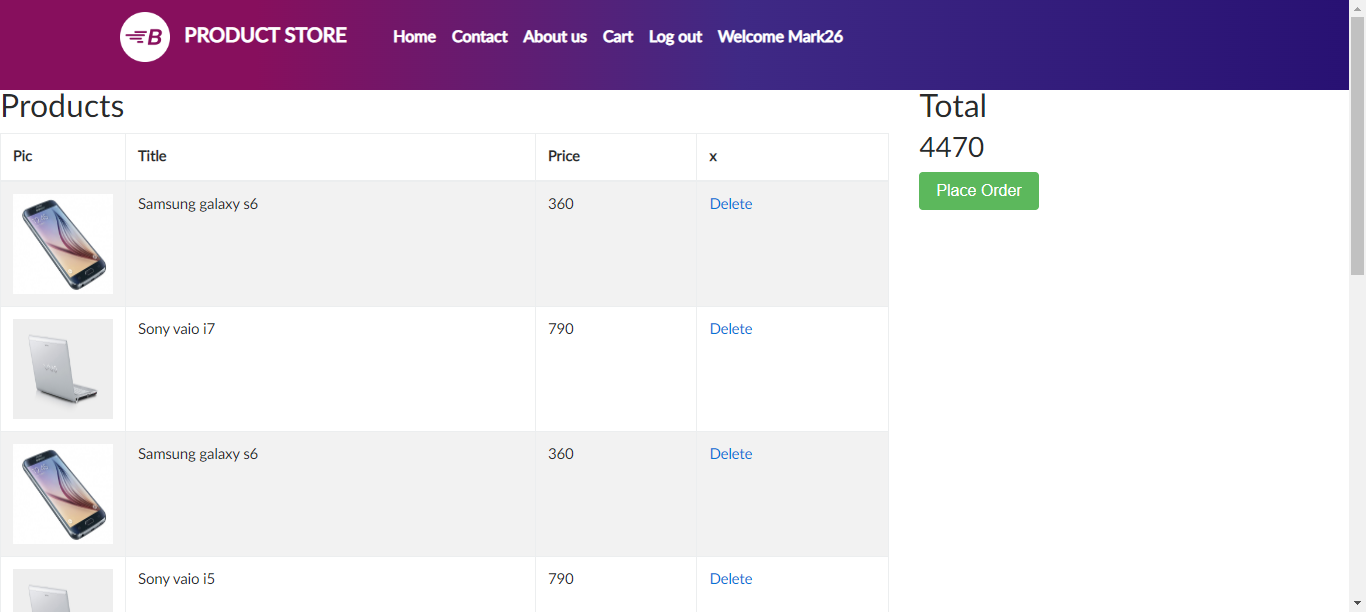 B PRODUCT STORE Home Contact About us Cart Log out Welcome Mark26
Products
Total
4470
Place Order
Pic Title Price x
Samsung galaxy s6 360 Delete
Sony vaio i7 790 Delete
Samsung galaxy s6 360 Delete
Sony vaio i5 790 Delete